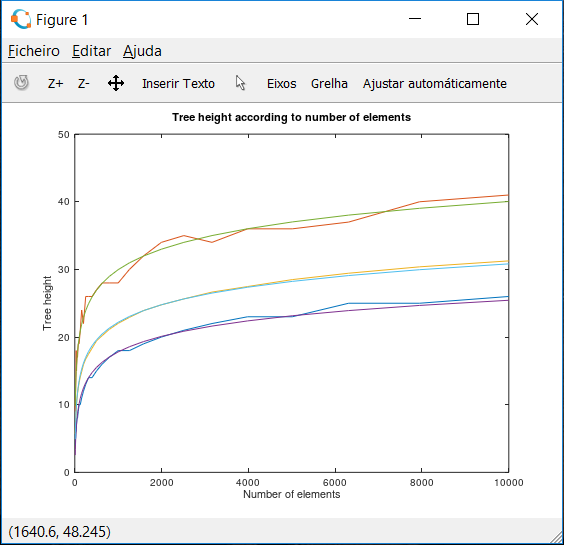 Figure 1
Ficheiro Editar Ajuda
Z+ Z- Inserir Texto Eixos Grelha Ajustar automáticamente
Tree height according to number of elements
50
40
30
20
10
0
Tree height
0 2000 4000 6000 8000 10000
Number of elements
(1640.6, 48.245)